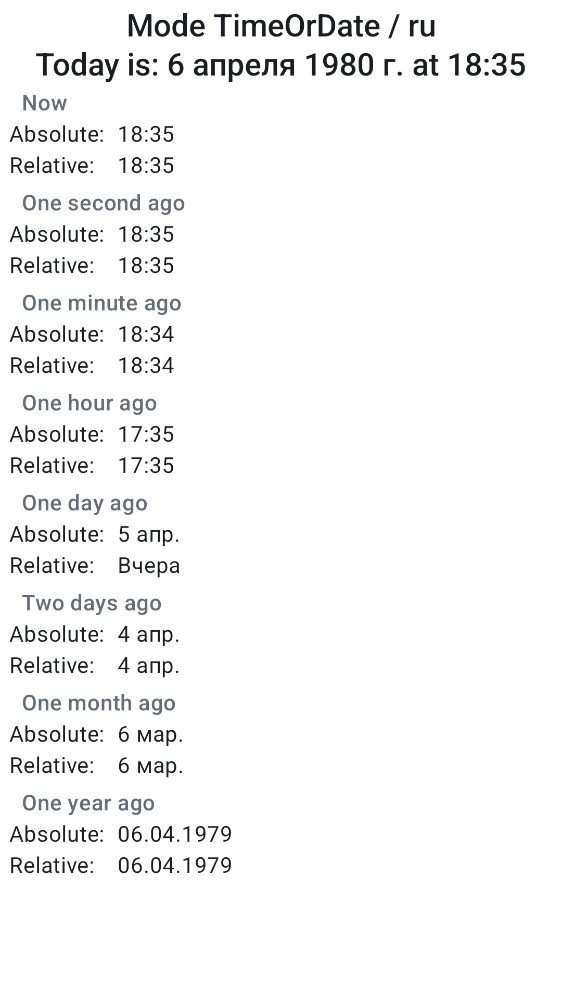 Mode TimeOrDate / ru
Today is: 6 апреля 1980 г. at 18:35
Now
Absolute: 18:35
Relative: 18:35
One second ago
Absolute: 18:35
Relative: 18:35
One minute ago
Absolute: 18:34
Relative: 18:34
One hour ago
Absolute: 17:35
Relative: 17:35
One day ago
Absolute: 5 апр.
Relative: Вчера
Two days ago
Absolute: 4 апр.
Relative: 4 апр.
One month ago
Absolute: 6 мар.
Relative: 6 мар.
One year ago
Absolute: 06.04.1979
Relative: 06.04.1979